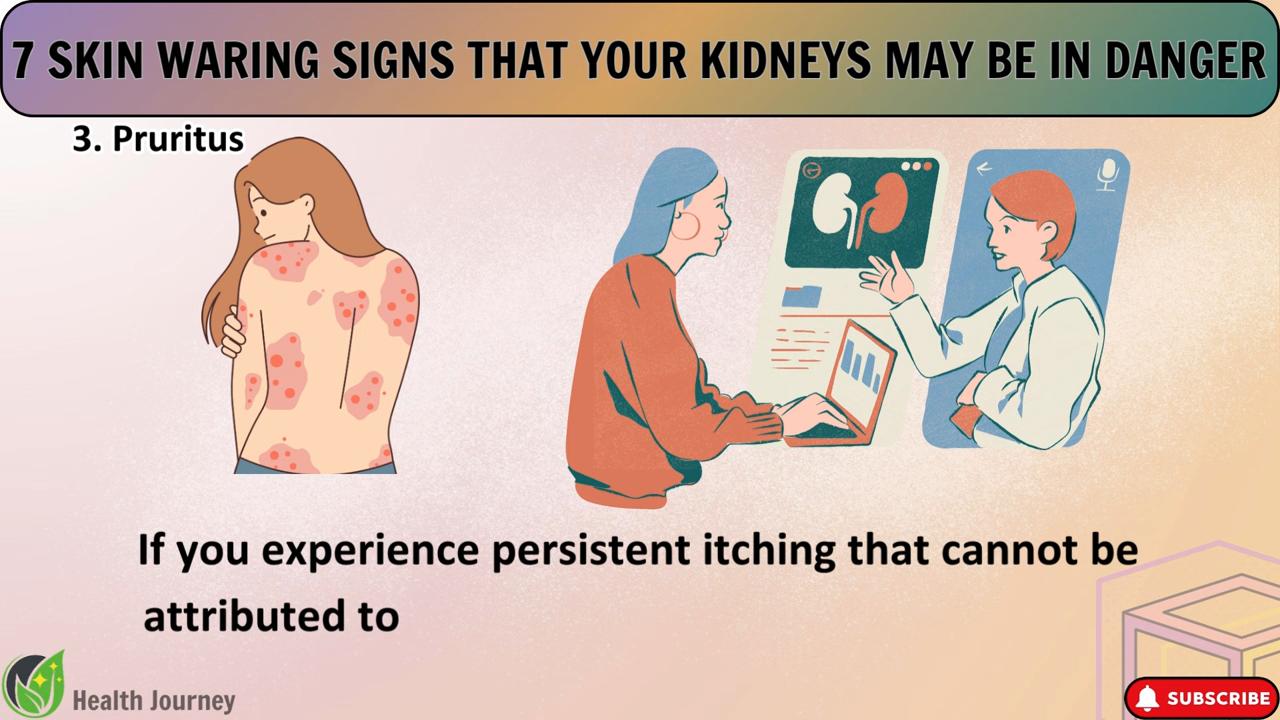 7 SKIN WARING SIGNS THAT YOUR KIDNEYS MAY BE IN DANGER
3. Pruritus
If you experience persistent itching that cannot be
attributed to
Health Journey
SUBSCRIBE